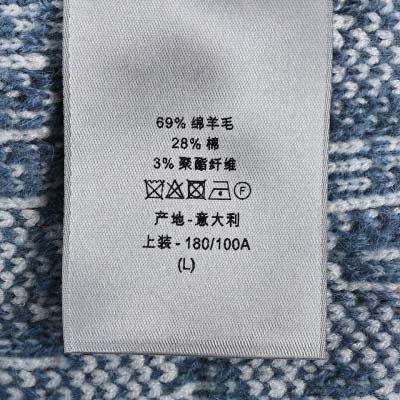 69% 绵羊毛
28% 棉
3% 聚酯纤维
F
产地-意大利
上装-180/100A
(L)